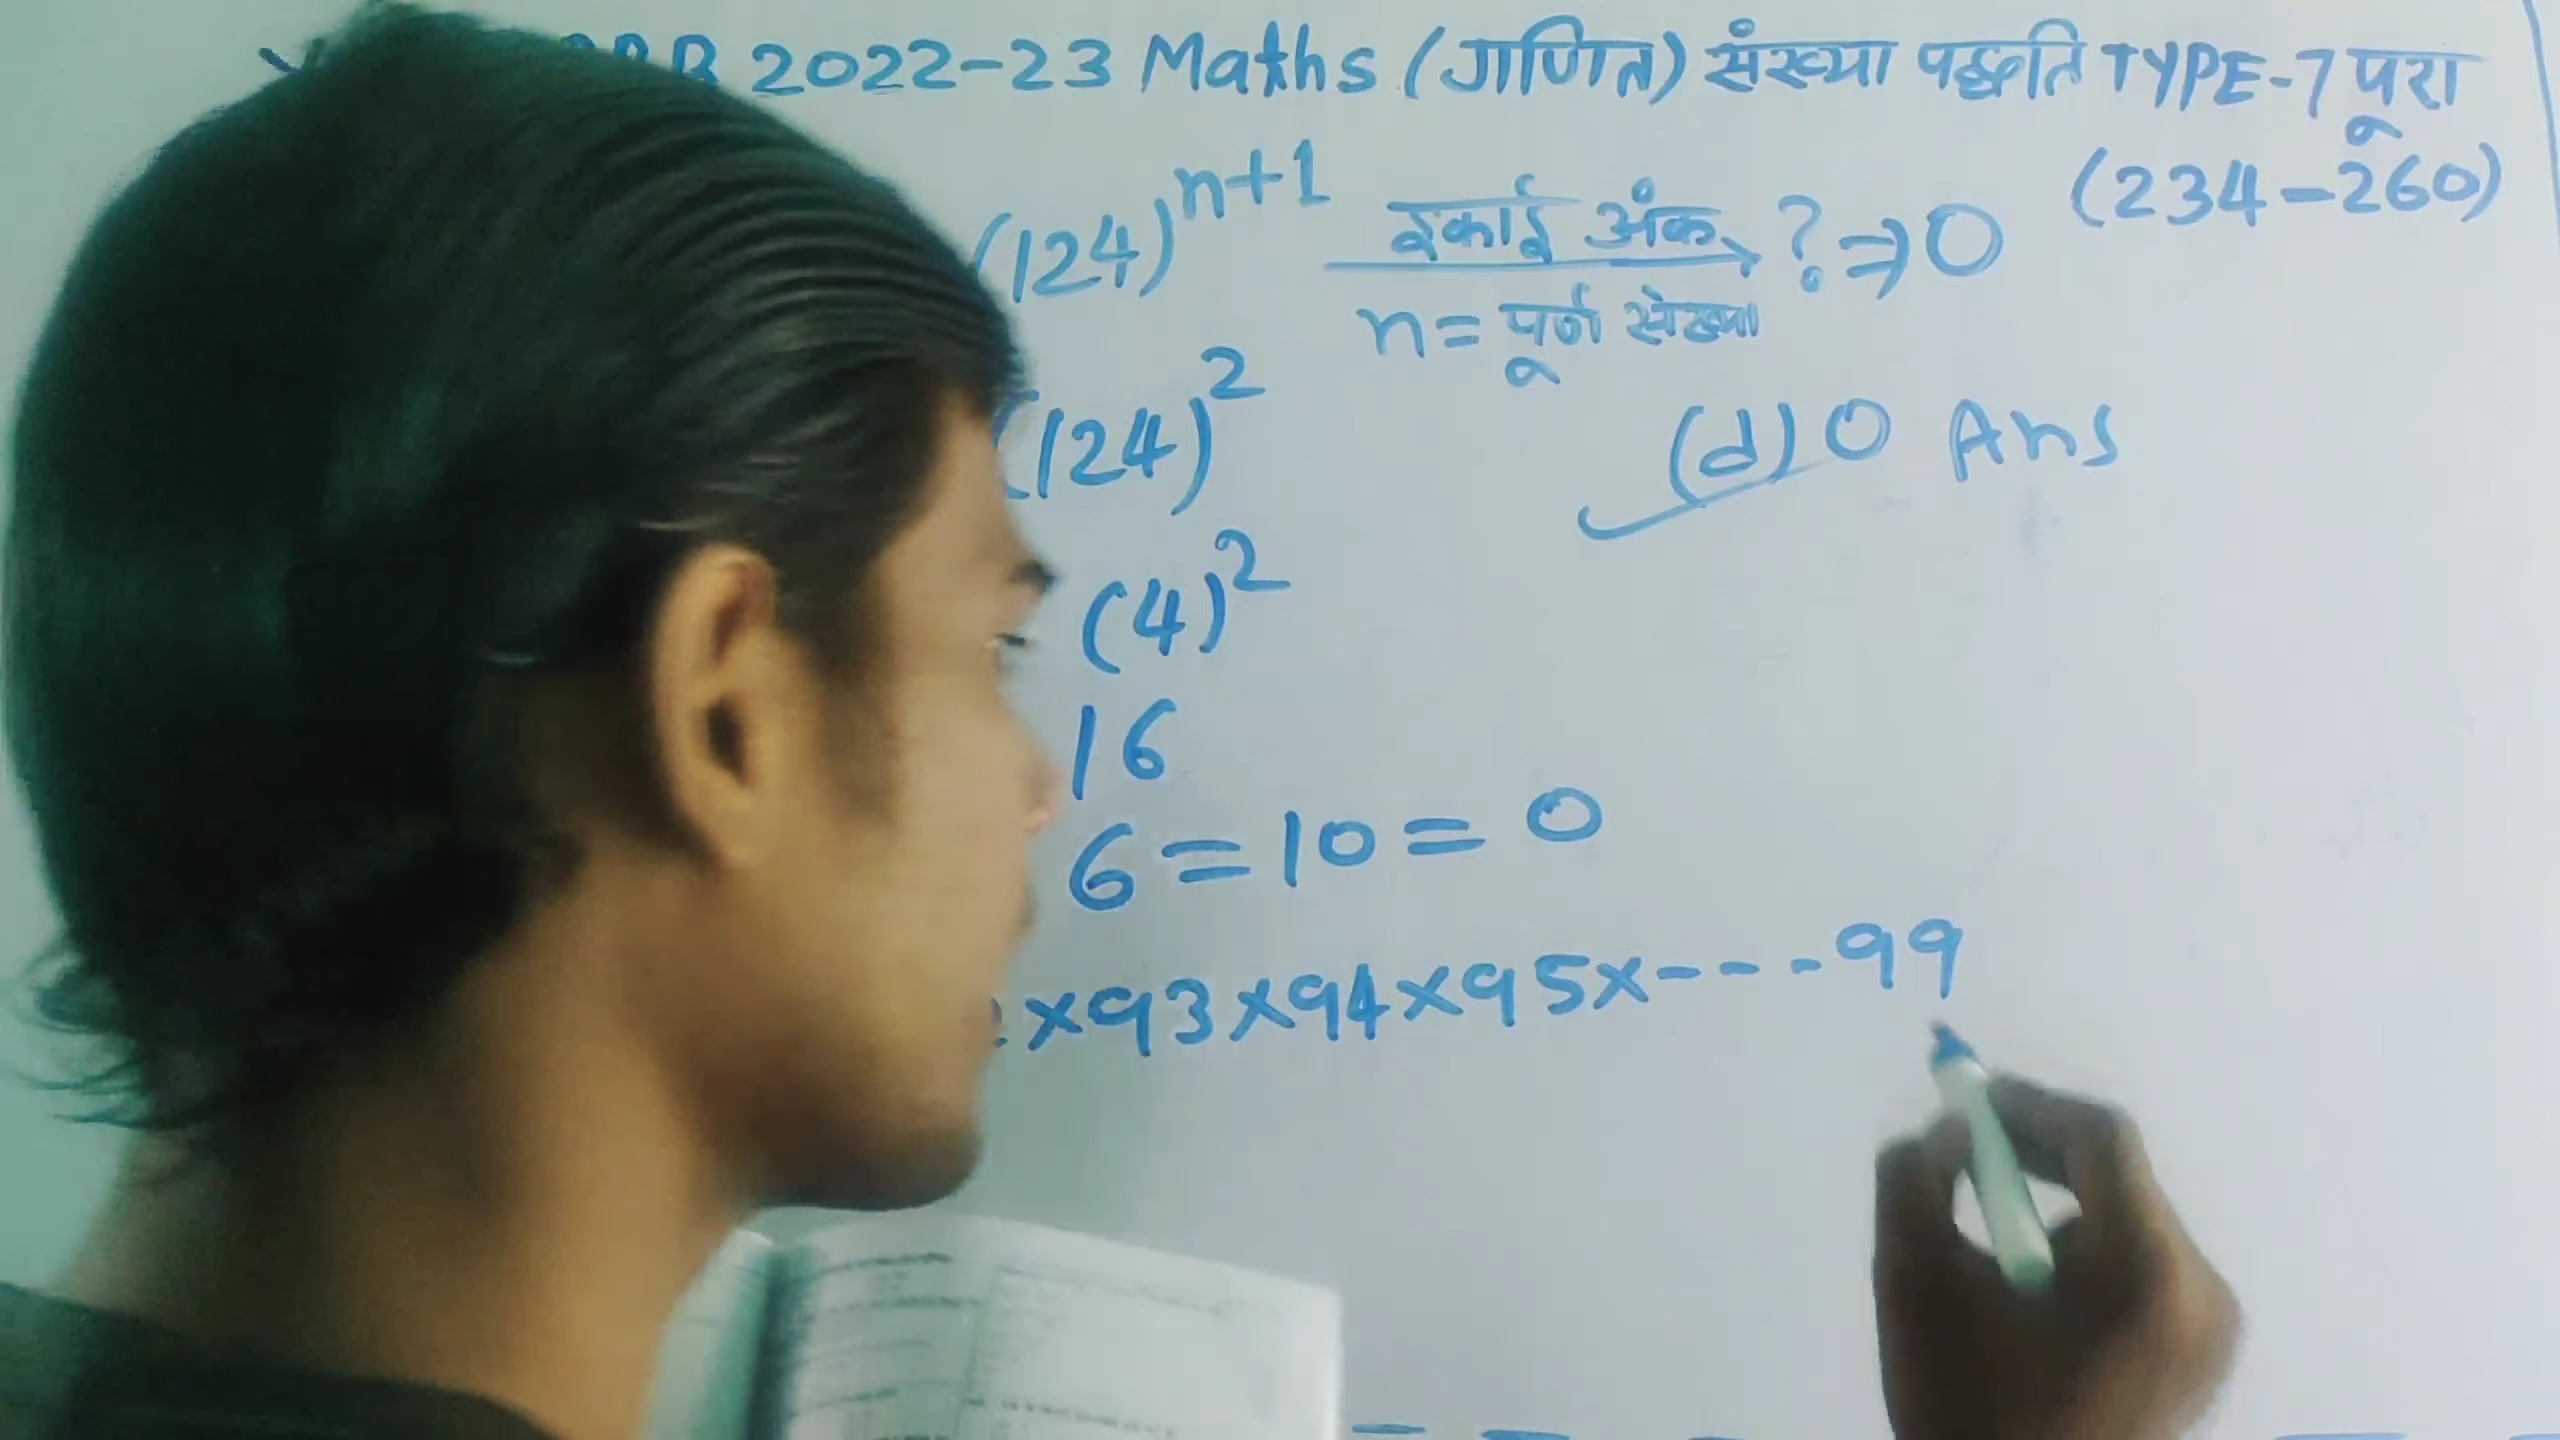 2022-23 Maths (गणित) संख्या पद्धति TYPE-7 पूरा
(234-260)
(124)^n+1 इकाई अंक ? ⇒ 0
n = पूर्ण संख्या
(124)^2
(d) 0 Ans
(4)^2
16
6 = 10 = 0
×93×94×95×---99